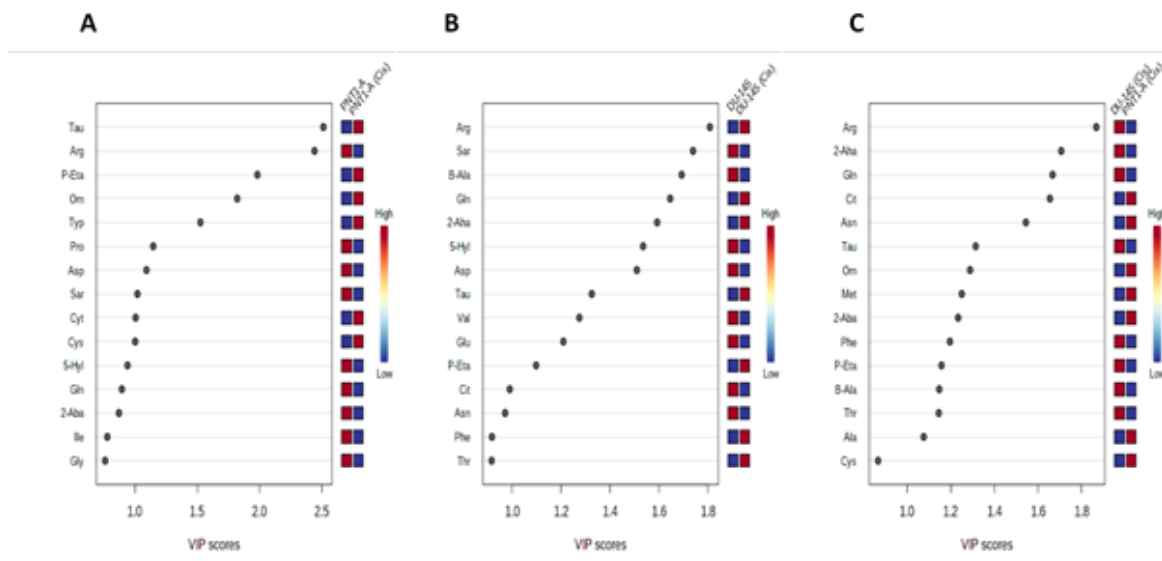 A
B
C
PNT1-A
PNT1-A (Cis)
Tau
Arg
P-Eta
Orn
Typ
Pro
Asp
Sar
Cyt
Cys
5-Hyl
Gln
2-Aba
Ile
Gly
High
Low
1.0 1.5 2.0 2.5
VIP scores
DU-145
DU-145 (Cis)
Arg
Sar
B-Ala
Gln
2-Aha
5-Hyl
Asp
Tau
Val
Glu
P-Eta
Cit
Asn
Phe
Thr
High
Low
1.0 1.2 1.4 1.6 1.8
VIP scores
DU-145 (Cis)
PNT1-A (Cis)
Arg
2-Aha
Gln
Cit
Asn
Tau
Orn
Met
2-Aba
Phe
P-Eta
B-Ala
Thr
Ala
Cys
High
Low
1.0 1.2 1.4 1.6 1.8
VIP scores